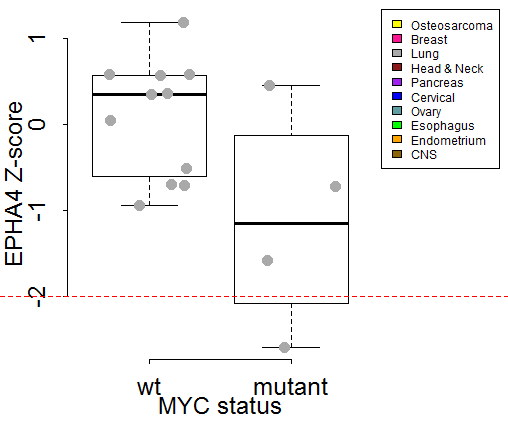 EPHA4 Z-score
1
0
-1
-2
wt
mutant
MYC status
Osteosarcoma
Breast
Lung
Head & Neck
Pancreas
Cervical
Ovary
Esophagus
Endometrium
CNS